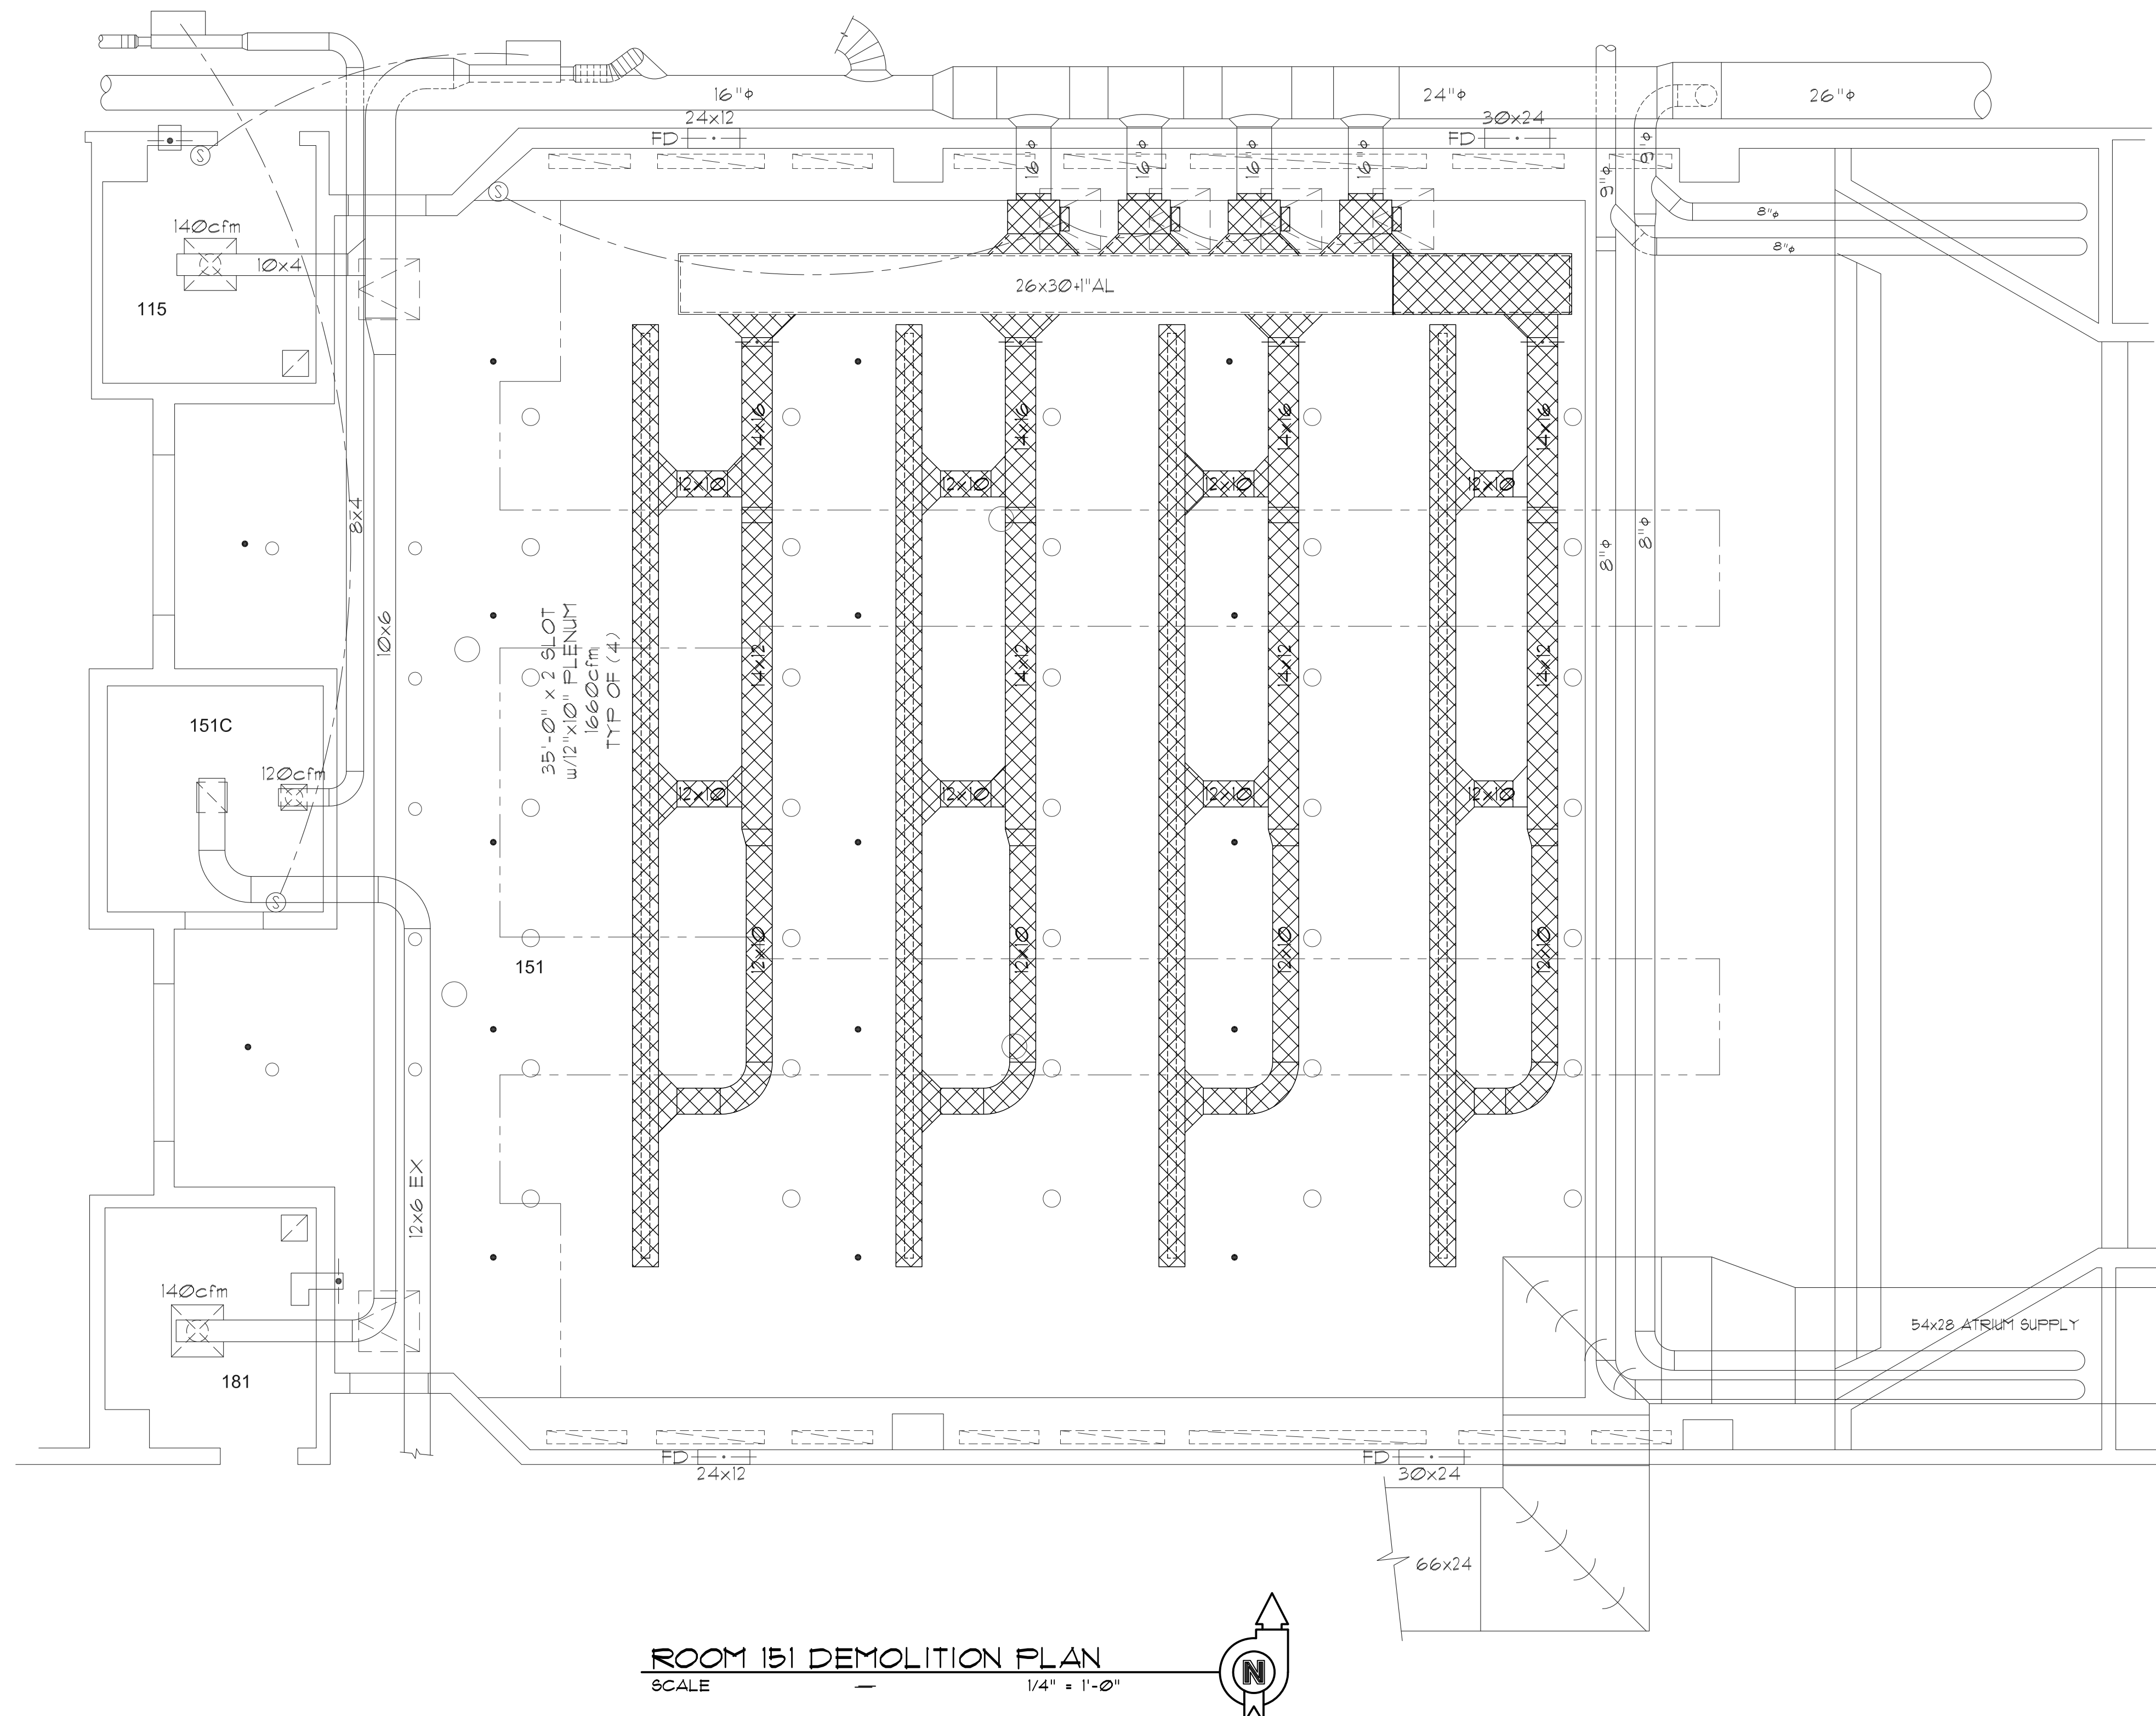 16"ϕ
24"ϕ
26"ϕ
24x12
30x24
FD
FD
S
S
16"ϕ
16"ϕ
16"ϕ
16"ϕ
9"ϕ
9"ϕ
8"ϕ
8"ϕ
140cfm
10x4
115
26x30+1"AL
14x16
14x16
14x16
14x16
12x10
12x10
12x10
12x10
8x4
8"ϕ
8"ϕ
10x6
35'-0" x 2 SLOT
w/12"x10" PLENUM
1660cfm
TYP OF (4)
14x12
14x12
14x12
14x12
151C
120cfm
12x10
12x10
12x10
12x10
S
151
12x10
12x10
12x10
12x10
12x6 EX
140cfm
181
54x28 ATRIUM SUPPLY
FD
24x12
FD
30x24
66x24
ROOM 151 DEMOLITION PLAN
SCALE — 1/4" = 1'-0"
N